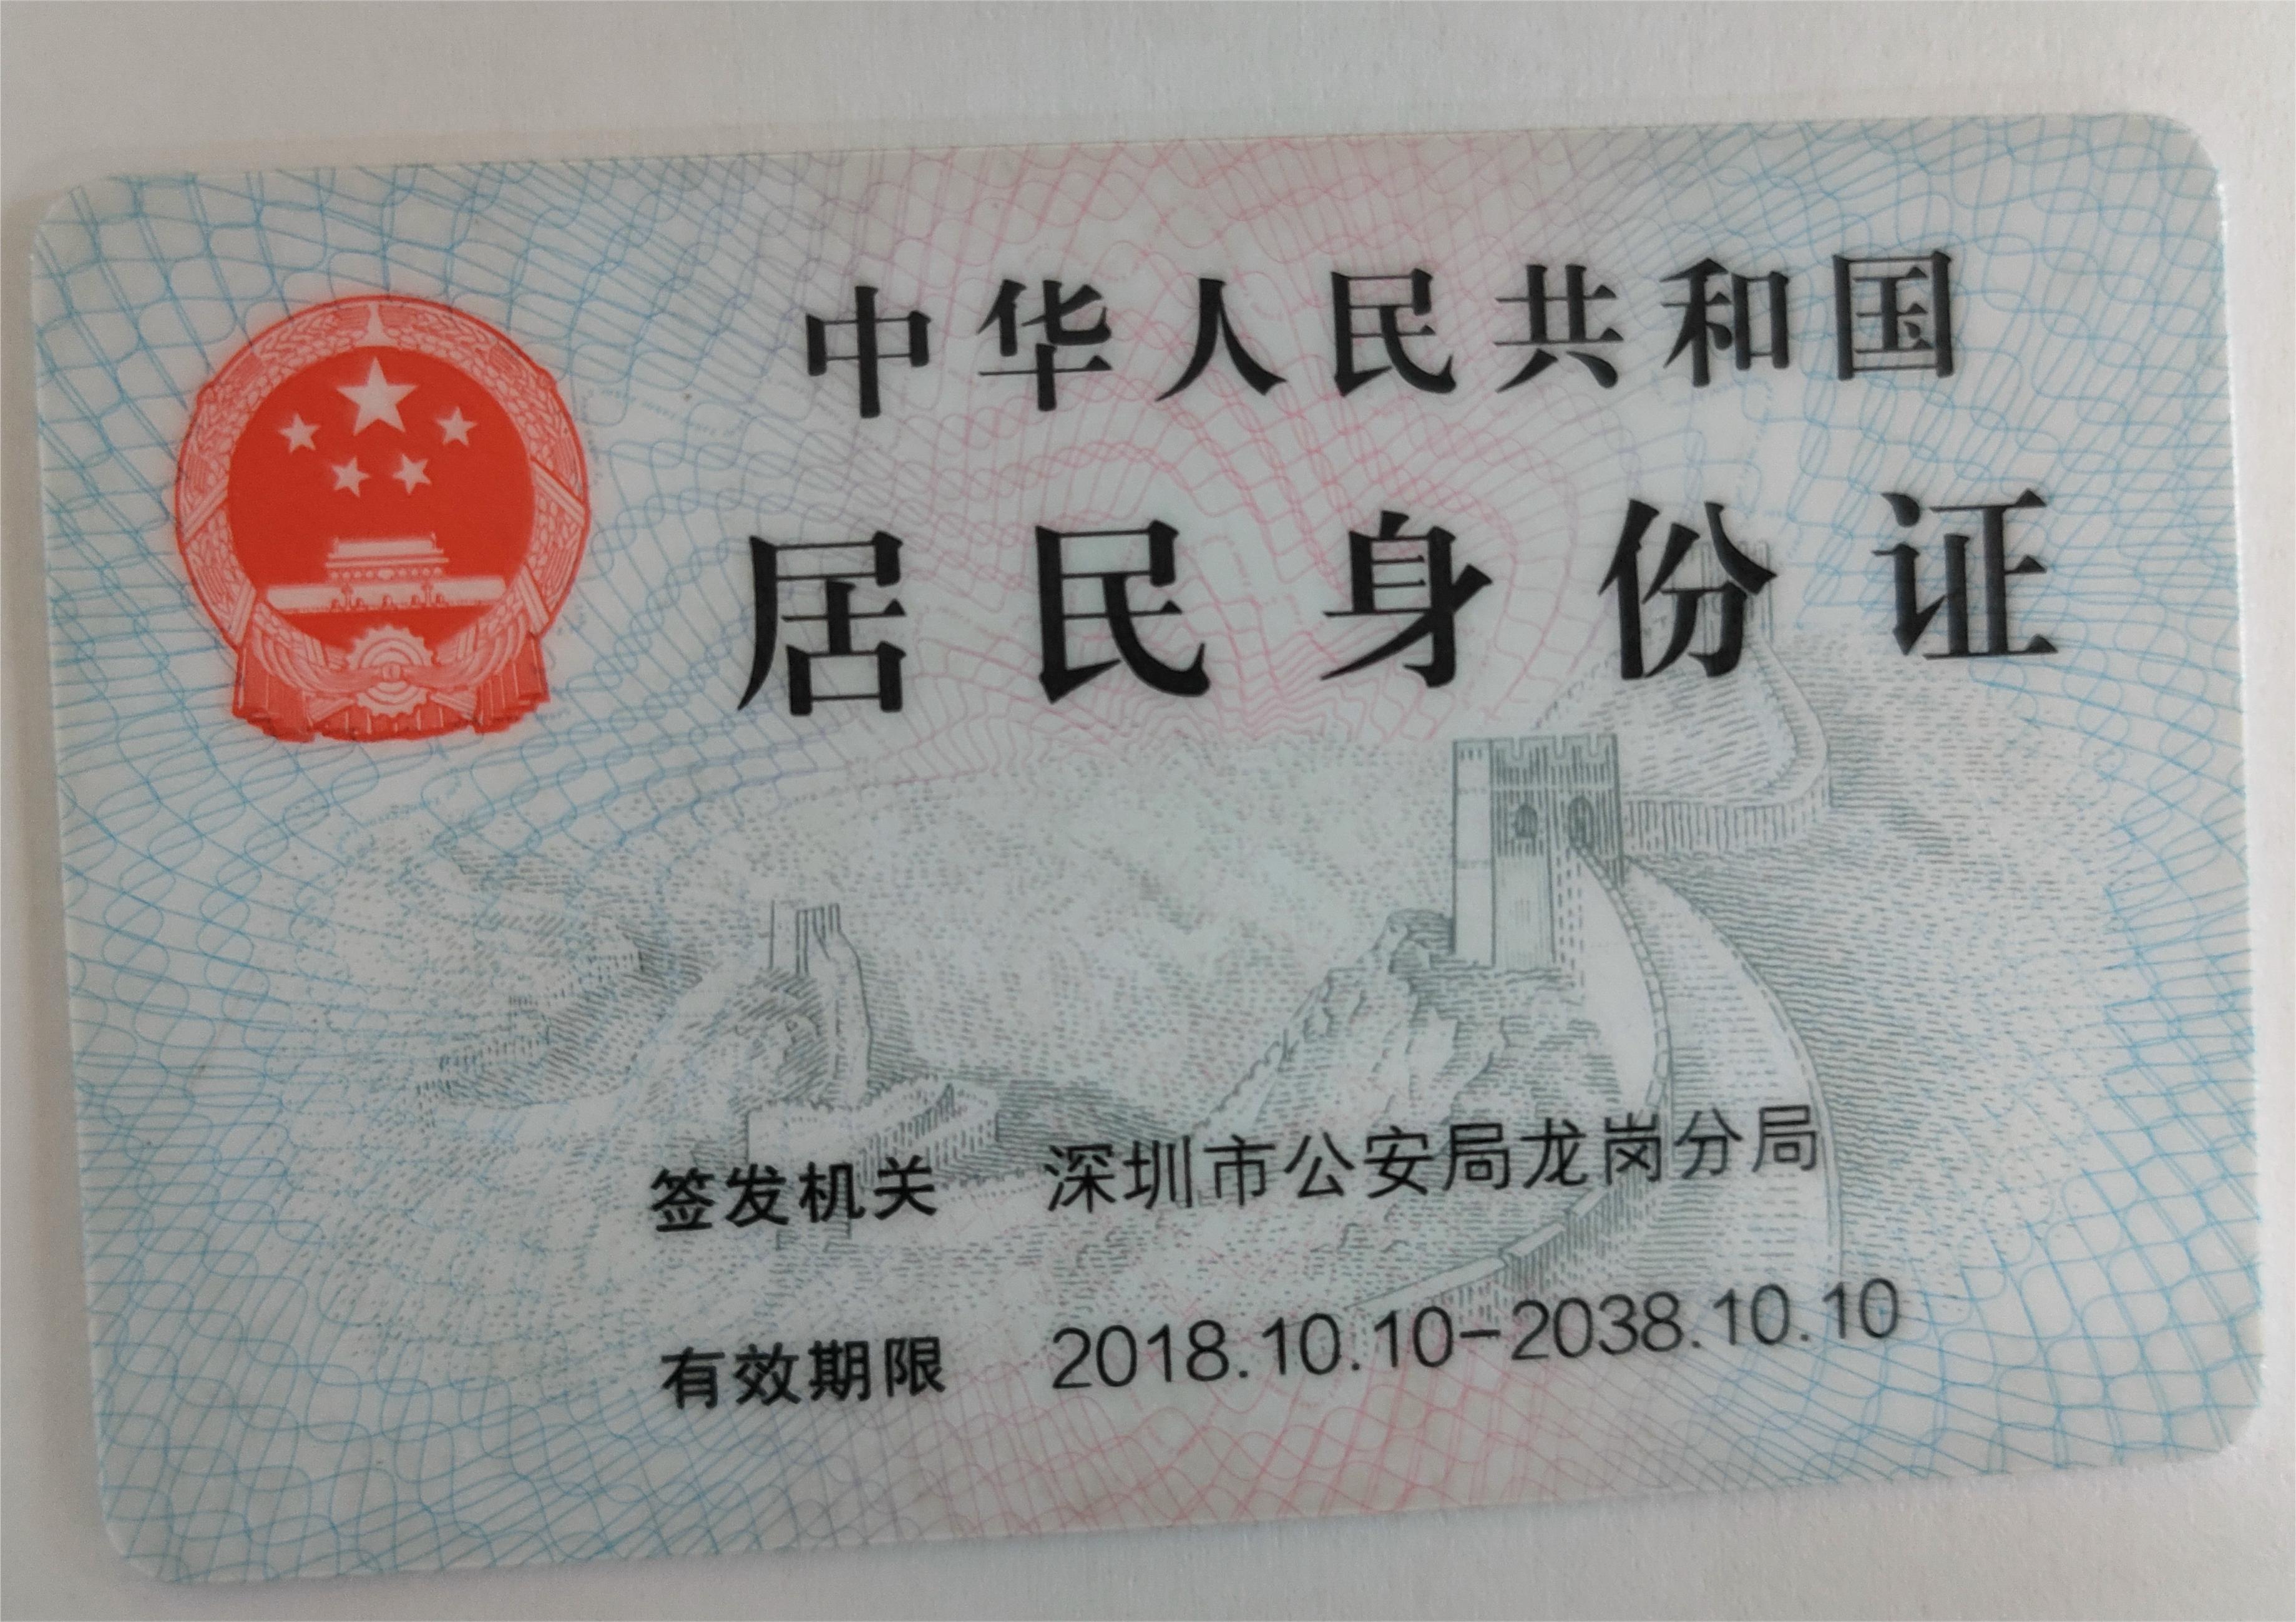 中华人民共和国
居民身份证
签发机关 深圳市公安局龙岗分局
有效期限 2018.10.10-2038.10.10